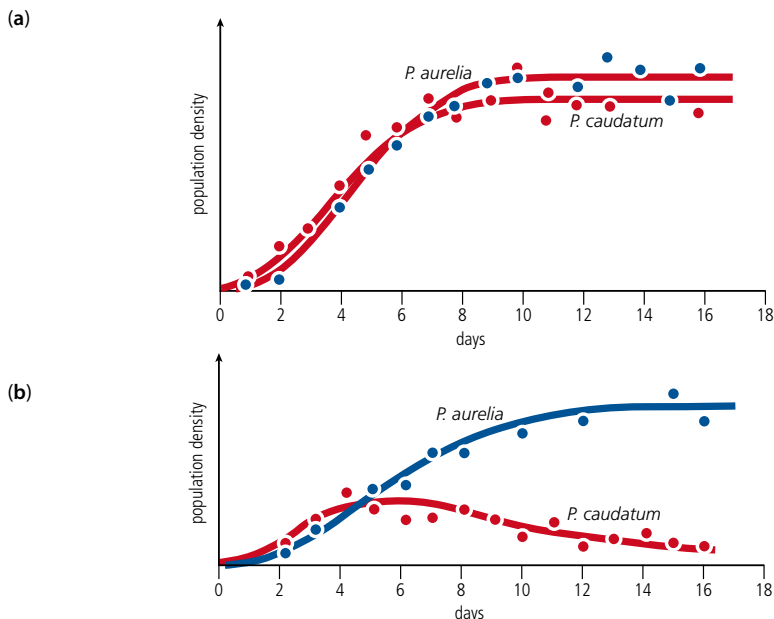 (a)
P. aurelia
P. caudatum
population density
0 2 4 6 8 10 12 14 16 18
days
(b)
P. aurelia
P. caudatum
population density
0 2 4 6 8 10 12 14 16 18
days